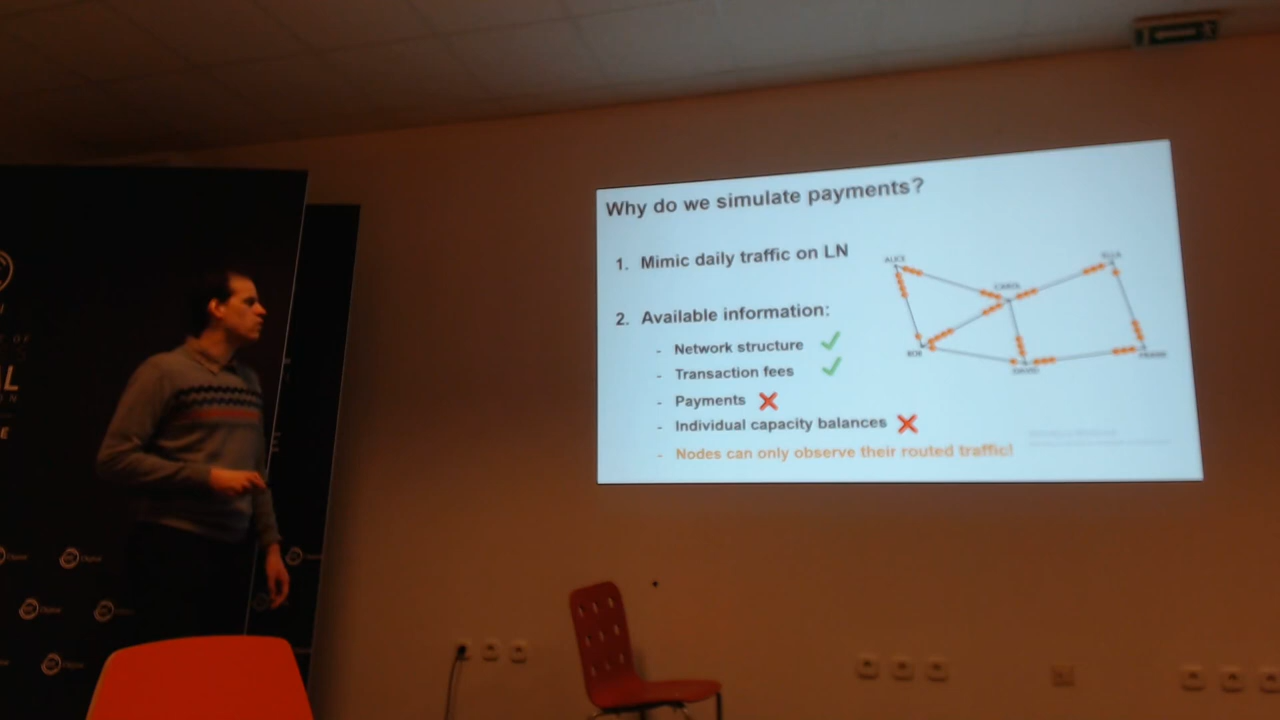 Why do we simulate payments?
1. Mimic daily traffic on LN
2. Available information:
- Network structure
- Transaction fees
- Payments
- Individual capacity balances
- Nodes can only observe their routed traffic!
ALICE
CAROL
ELLA
BOB
DAVID
FRANK